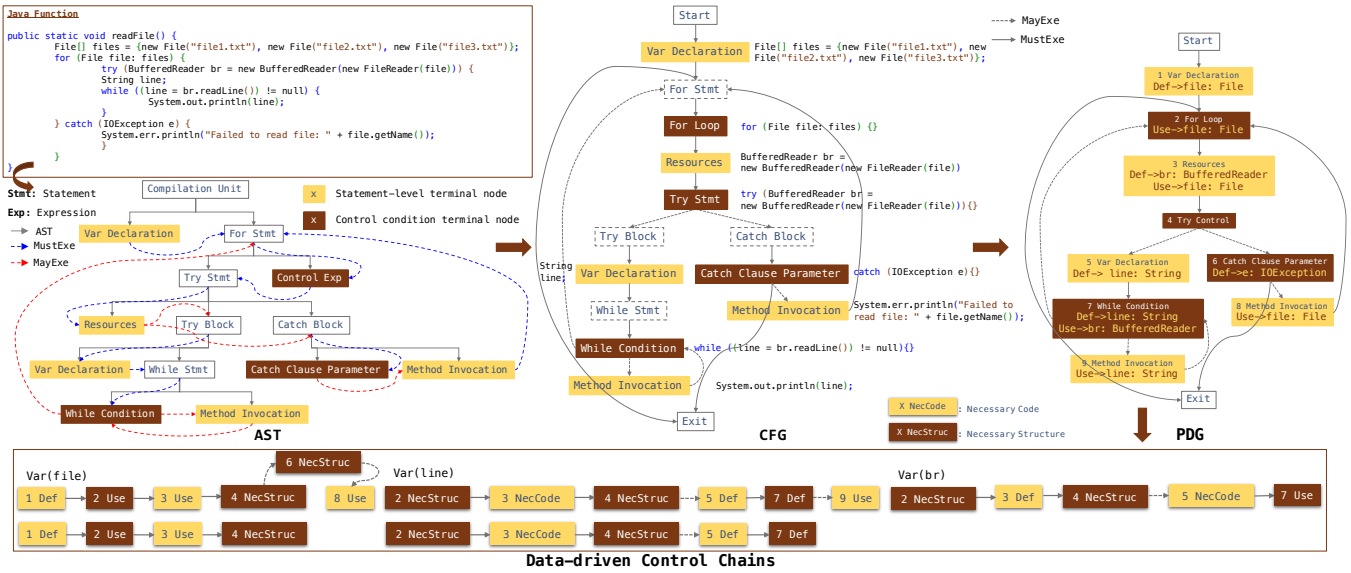 Java Function
public static void readFile() {
File[] files = {new File("file1.txt"), new File("file2.txt"), new File("file3.txt")};
for (File file: files) {
try (BufferedReader br = new BufferedReader(new FileReader(file))) {
String line;
while ((line = br.readLine()) != null) {
System.out.println(line);
}
} catch (IOException e) {
System.err.println("Failed to read file: " + file.getName());
}
}
}
Stmt: Statement
Exp: Expression
AST
MustExe
MayExe
x Statement-level terminal node
x Control condition terminal node
Compilation Unit
Var Declaration
For Stmt
Try Stmt
Control Exp
Resources
Try Block
Catch Block
Var Declaration
While Stmt
Catch Clause Parameter
Method Invocation
While Condition
Method Invocation
AST
Start
Var Declaration
File[] files = {new File("file1.txt"), new
File("file2.txt"), new File("file3.txt")};
For Stmt
For Loop
for (File file: files) {}
Resources
BufferedReader br =
new BufferedReader(new FileReader(file))
Try Stmt
try (BufferedReader br =
new BufferedReader(new FileReader(file))){}
Try Block
Catch Block
String
line;
Var Declaration
Catch Clause Parameter
catch (IOException e){}
While Stmt
Method Invocation
System.err.println("Failed to
read file: " + file.getName());
While Condition
while ((line = br.readLine()) != null){}
Method Invocation
System.out.println(line);
Exit
CFG
MayExe
MustExe
Start
1 Var Declaration
Def->file: File
2 For Loop
Use->file: File
3 Resources
Def->br: BufferedReader
Use->file: File
4 Try Control
5 Var Declaration
Def-> line: String
6 Catch Clause Parameter
Def->e: IOException
7 While Condition
Def->line: String
Use->br: BufferedReader
8 Method Invocation
Use->file: File
9 Method Invocation
Use->line: String
Exit
PDG
X NecCode : Necessary Code
X NecStruc : Necessary Structure
Var(file)
1 Def
2 Use
3 Use
4 NecStruc
6 NecStruc
8 Use
1 Def
2 Use
3 Use
4 NecStruc
Var(line)
2 NecStruc
3 NecCode
4 NecStruc
5 Def
7 Def
9 Use
2 NecStruc
3 NecCode
4 NecStruc
5 Def
7 Def
Var(br)
2 NecStruc
3 Def
4 NecStruc
5 NecCode
7 Use
Data-driven Control Chains